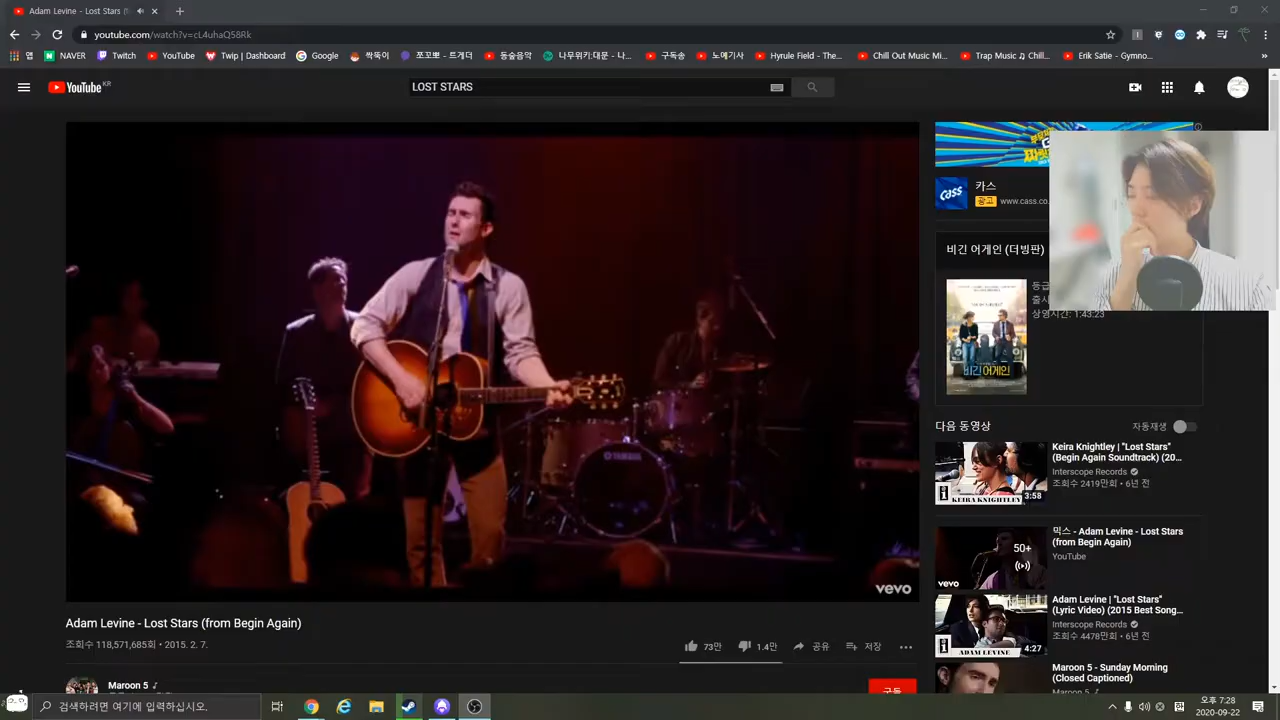 Adam Levine - Lost Stars (f
youtube.com/watch?v=cL4uhaQ58Rk
앱
NAVER
Twitch
YouTube
Twip | Dashboard
Google
싹뚝이
쪼꼬뽀 - 트게더
동술음악
나무위키:대문 - 나...
구독송
노예기사
Hyrule Field - The...
Chill Out Music Mi...
Trap Music ♫ Chill...
Erik Satie - Gymno...
»
YouTube KR
LOST STARS
cass
카스
광고 www.cass.co.
비긴 어게인 (더빙판)
등급
출시
상영시간: 1:43:23
비긴 어게인
YAMAHA
vevo
다음 동영상
자동재생
Keira Knightley | "Lost Stars"
(Begin Again Soundtrack) (20...
Interscope Records
조회수 2419만회 • 6년 전
KEIRA KNIGHTLEY
3:58
믹스 - Adam Levine - Lost Stars
(from Begin Again)
YouTube
50+
vevo
Adam Levine | "Lost Stars"
(Lyric Video) (2015 Best Song...
Interscope Records
조회수 4478만회 • 6년 전
ADAM LEVINE
4:27
Maroon 5 - Sunday Morning
(Closed Captioned)
Maroon 5
Adam Levine - Lost Stars (from Begin Again)
조회수 118,571,685회 • 2015. 2. 7.
73만
1.4만
공유
저장
Maroon 5
구독
검색하려면 여기에 입력하십시오.
오후 7:28
2020-09-22